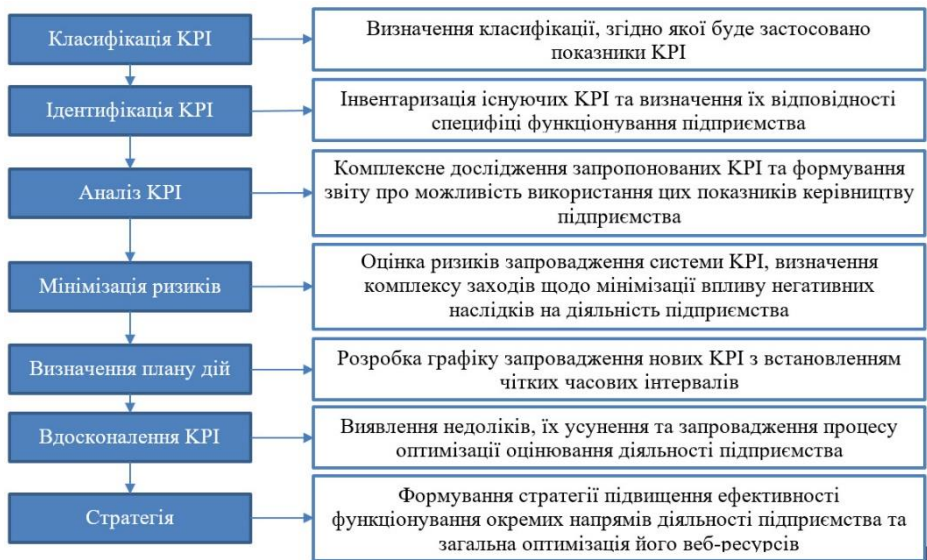 Класифікація KPI
Визначення класифікації, згідно якої буде застосовано
показники KPI
Ідентифікація KPI
Інвентаризація існуючих KPI та визначення їх відповідності
специфіці функціонування підприємства
Аналіз KPI
Комплексне дослідження запропонованих KPI та формування
звіту про можливість використання цих показників керівництву
підприємства
Мінімізація ризиків
Оцінка ризиків запровадження системи KPI, визначення
комплексу заходів щодо мінімізації впливу негативних
наслідків на діяльність підприємства
Визначення плану дій
Розробка графіку запровадження нових KPI з встановленням
чітких часових інтервалів
Вдосконалення KPI
Виявлення недоліків, їх усунення та запровадження процесу
оптимізації оцінювання діяльності підприємства
Стратегія
Формування стратегії підвищення ефективності
функціонування окремих напрямів діяльності підприємства та
загальна оптимізація його веб-ресурсів